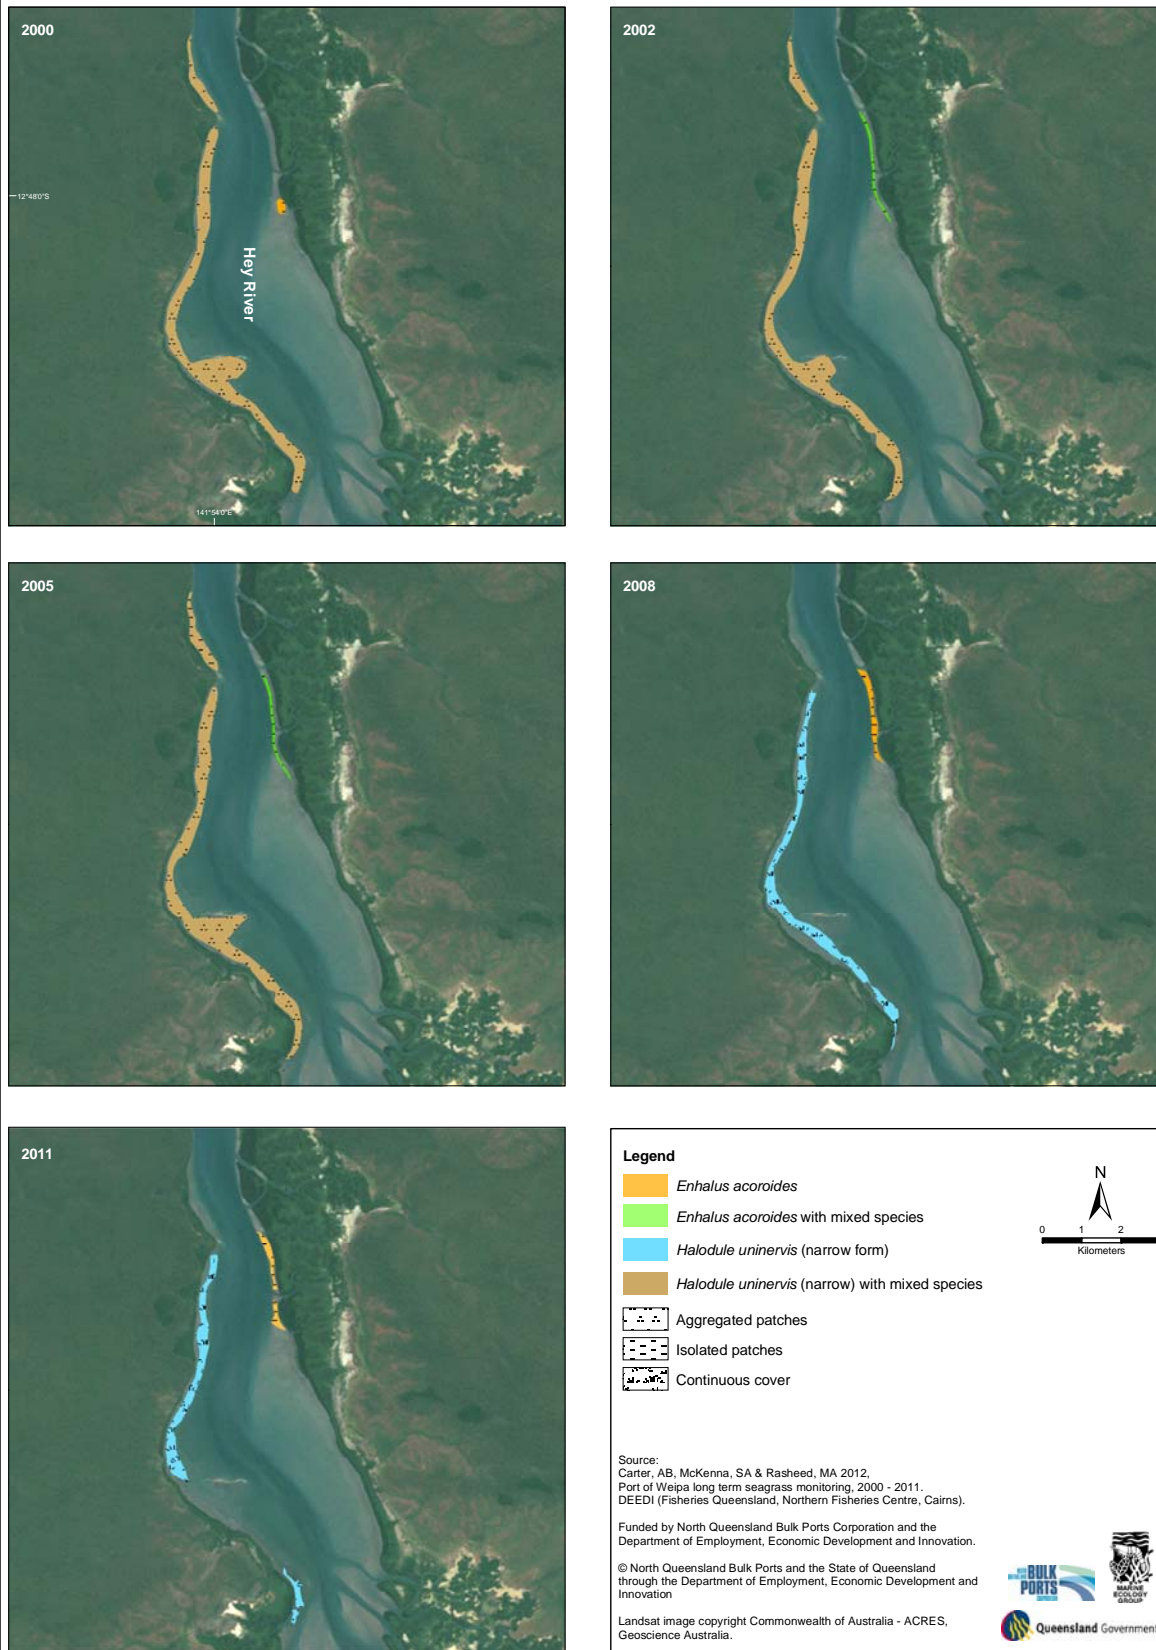 2000
2002
12°48'0"S
Hey River
141°54'0"E
2005
2008
2011
Legend
Enhalus acoroides
Enhalus acoroides with mixed species
Halodule uninervis (narrow form)
Halodule uninervis (narrow) with mixed species
Aggregated patches
Isolated patches
Continuous cover
N
0 1 2
Kilometers
Source:
Carter, AB, McKenna, SA & Rasheed, MA 2012,
Port of Weipa long term seagrass monitoring, 2000 - 2011.
DEEDI (Fisheries Queensland, Northern Fisheries Centre, Cairns).
Funded by North Queensland Bulk Ports Corporation and the
Department of Employment, Economic Development and Innovation.
© North Queensland Bulk Ports and the State of Queensland
through the Department of Employment, Economic Development and
Innovation
Landsat image copyright Commonwealth of Australia - ACRES,
Geoscience Australia.
BULK
PORTS
MARINE
ECOLOGY
GROUP
Queensland Government